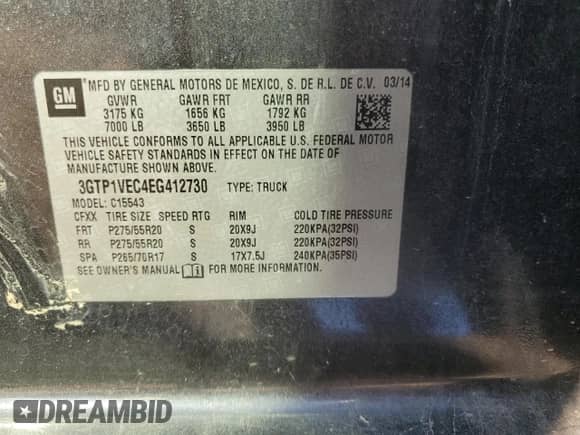 GM
MFD BY GENERAL MOTORS DE MEXICO, S. DE R.L. DE C.V. 03/14
GVWR GAWR FRT GAWR RR
3175 KG 1656 KG 1792 KG
7000 LB 3650 LB 3950 LB
THIS VEHICLE CONFORMS TO ALL APPLICABLE U.S. FEDERAL MOTOR
VEHICLE SAFETY STANDARDS IN EFFECT ON THE DATE OF
MANUFACTURE SHOWN ABOVE.
3GTP1VEC4EG412730 TYPE: TRUCK
MODEL: C15543
CFXX TIRE SIZE SPEED RTG RIM COLD TIRE PRESSURE
FRT P275/55R20 S 20X9J 220KPA(32PSI)
RR P275/55R20 S 20X9J 220KPA(32PSI)
SPA P265/70R17 S 17X7.5J 240KPA(35PSI)
SEE OWNER'S MANUAL FOR MORE INFORMATION.
DREAMBID